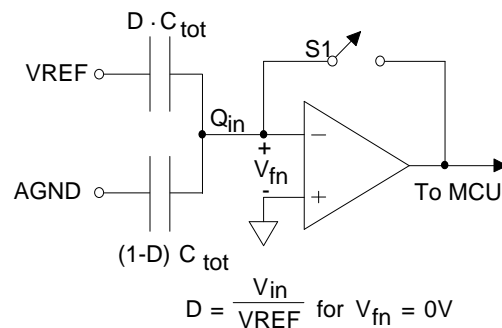 D · C tot
VREF
S1
Q in
+
V fn
-
−
+
AGND
To MCU
(1-D) C tot
D = V in / VREF for V fn = 0V